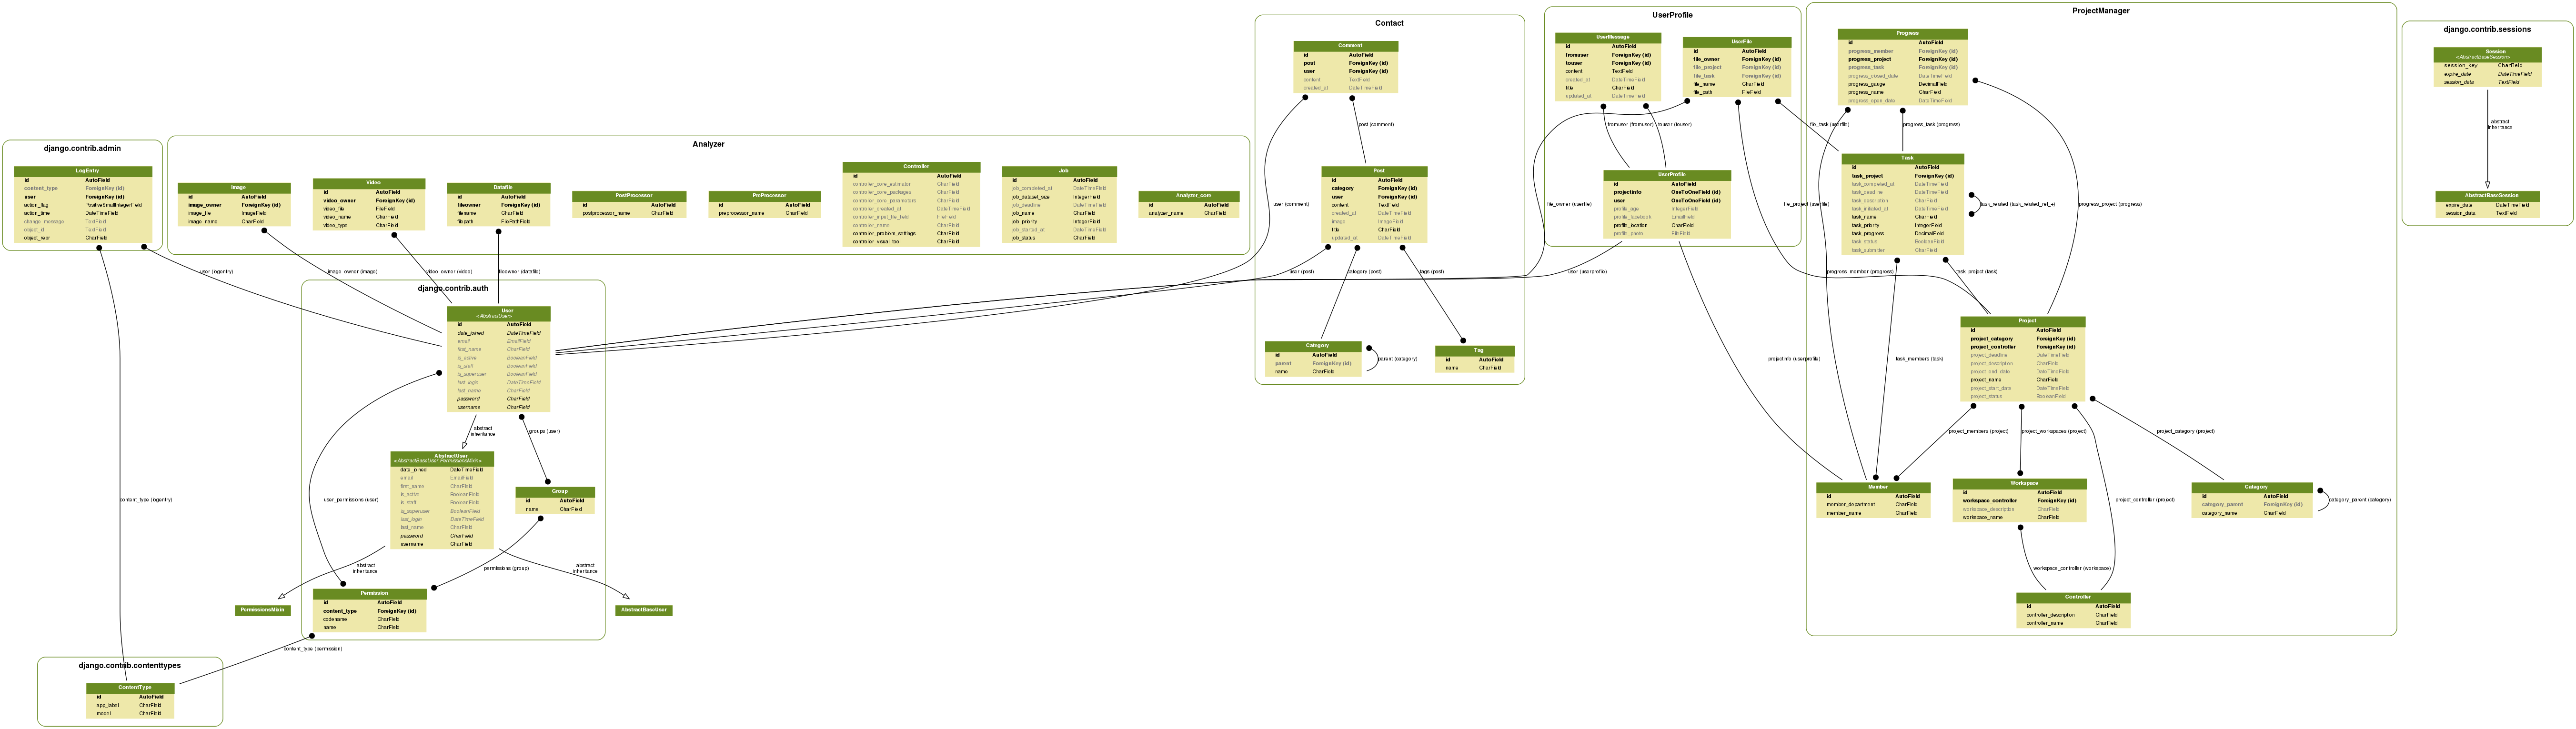 django.contrib.admin
LogEntry
id AutoField
content_type ForeignKey (id)
user ForeignKey (id)
action_flag PositiveSmallIntegerField
action_time DateTimeField
change_message TextField
object_id TextField
object_repr CharField
Analyzer
Image
id AutoField
image_owner ForeignKey (id)
image_file ImageField
image_name CharField
Video
id AutoField
video_owner ForeignKey (id)
video_file FileField
video_name CharField
video_type CharField
Datafile
id AutoField
fileowner ForeignKey (id)
filename CharField
filepath FilePathField
PostProcessor
id AutoField
postprocessor_name CharField
PreProcessor
id AutoField
preprocessor_name CharField
Controller
id AutoField
controller_core_estimator CharField
controller_core_packages CharField
controller_core_parameters CharField
controller_created_at DateTimeField
controller_input_file_field FileField
controller_name CharField
controller_problem_settings CharField
controller_visual_tool CharField
Job
id AutoField
job_completed_at DateTimeField
job_dataset_size IntegerField
job_deadline DateTimeField
job_name CharField
job_priority IntegerField
job_started_at DateTimeField
job_status CharField
Analyzer_core
id AutoField
analyzer_name CharField
user (logentry)
image_owner (image)
video_owner (video)
fileowner (datafile)
content_type (logentry)
django.contrib.auth
User
<AbstractUser>
id AutoField
date_joined DateTimeField
email EmailField
first_name CharField
is_active BooleanField
is_staff BooleanField
is_superuser BooleanField
last_login DateTimeField
last_name CharField
password CharField
username CharField
abstract
inheritance
groups (user)
user_permissions (user)
AbstractUser
<AbstractBaseUser,PermissionsMixin>
date_joined DateTimeField
email EmailField
first_name CharField
is_active BooleanField
is_staff BooleanField
is_superuser BooleanField
last_login DateTimeField
last_name CharField
password CharField
username CharField
Group
id AutoField
name CharField
abstract
inheritance
permissions (group)
abstract
inheritance
Permission
id AutoField
content_type ForeignKey (id)
codename CharField
name CharField
PermissionsMixin
AbstractBaseUser
content_type (permission)
django.contrib.contenttypes
ContentType
id AutoField
app_label CharField
model CharField
Contact
Comment
id AutoField
post ForeignKey (id)
user ForeignKey (id)
content TextField
created_at DateTimeField
post (comment)
user (comment)
Post
id AutoField
category ForeignKey (id)
user ForeignKey (id)
content TextField
created_at DateTimeField
image ImageField
title CharField
updated_at DateTimeField
user (post)
category (post)
tags (post)
Category
id AutoField
parent ForeignKey (id)
name CharField
parent (category)
Tag
id AutoField
name CharField
UserProfile
UserMessage
id AutoField
fromuser ForeignKey (id)
touser ForeignKey (id)
content TextField
created_at DateTimeField
title CharField
updated_at DateTimeField
UserFile
id AutoField
file_owner ForeignKey (id)
file_project ForeignKey (id)
file_task ForeignKey (id)
file_name CharField
file_path FileField
fromuser (fromuser)
touser (touser)
file_task (userfile)
UserProfile
id AutoField
projectinfo OneToOneField (id)
user OneToOneField (id)
profile_age IntegerField
profile_facebook EmailField
profile_location CharField
profile_photo FileField
file_owner (userfile)
file_project (userfile)
user (userprofile)
projectinfo (userprofile)
ProjectManager
Progress
id AutoField
progress_member ForeignKey (id)
progress_project ForeignKey (id)
progress_task ForeignKey (id)
progress_closed_date DateTimeField
progress_gauge DecimalField
progress_name CharField
progress_open_date DateTimeField
progress_task (progress)
Task
id AutoField
task_project ForeignKey (id)
task_completed_at DateTimeField
task_deadline DateTimeField
task_description CharField
task_initiated_at DateTimeField
task_name CharField
task_priority IntegerField
task_progress DecimalField
task_status BooleanField
task_submitter CharField
task_related (task_related_rel_+)
progress_project (progress)
progress_member (progress)
task_project (task)
task_members (task)
Project
id AutoField
project_category ForeignKey (id)
project_controller ForeignKey (id)
project_deadline DateTimeField
project_description CharField
project_end_date DateTimeField
project_name CharField
project_start_date DateTimeField
project_status BooleanField
project_members (project)
project_workspaces (project)
project_category (project)
Member
id AutoField
member_department CharField
member_name CharField
Workspace
id AutoField
workspace_controller ForeignKey (id)
workspace_description CharField
workspace_name CharField
project_controller (project)
Category
id AutoField
category_parent ForeignKey (id)
category_name CharField
category_parent (category)
workspace_controller (workspace)
Controller
id AutoField
controller_description CharField
controller_name CharField
django.contrib.sessions
Session
<AbstractBaseSession>
session_key CharField
expire_date DateTimeField
session_data TextField
abstract
inheritance
AbstractBaseSession
expire_date DateTimeField
session_data TextField